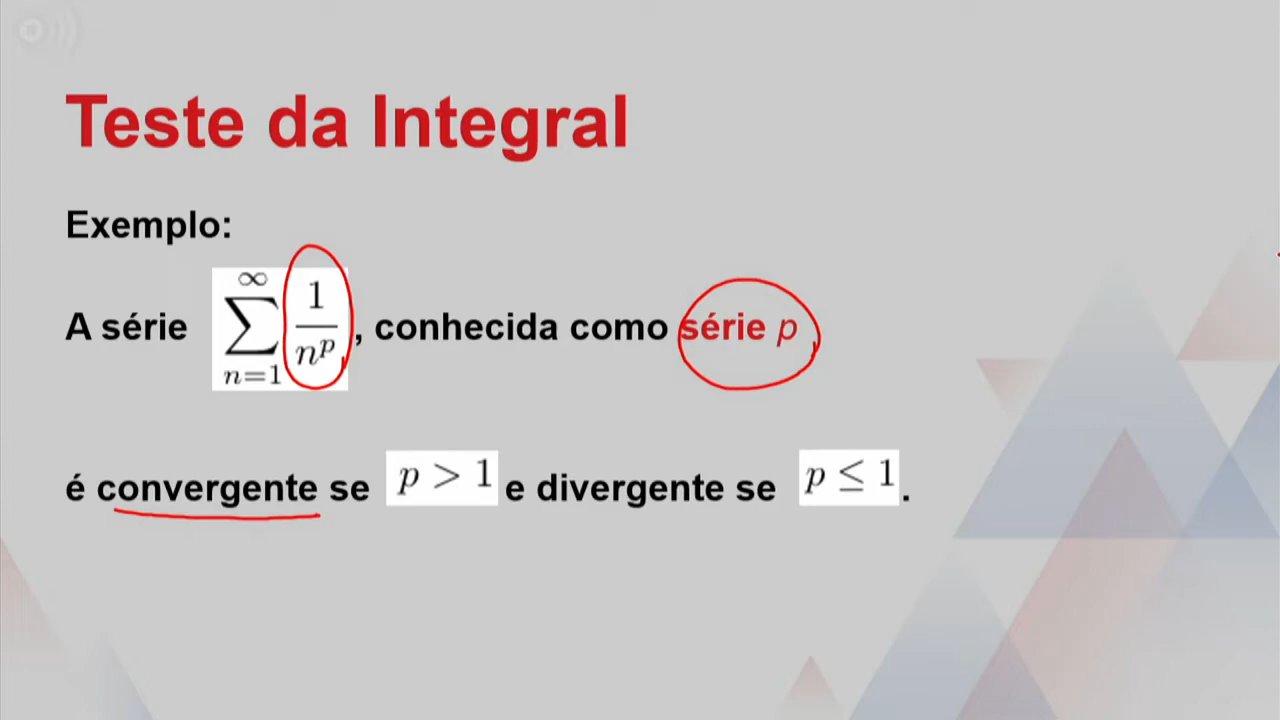 Teste da Integral
Exemplo:
A série ∑_{n=1}^{∞} 1/n^p , conhecida como série p
é convergente se p > 1 e divergente se p ≤ 1 .